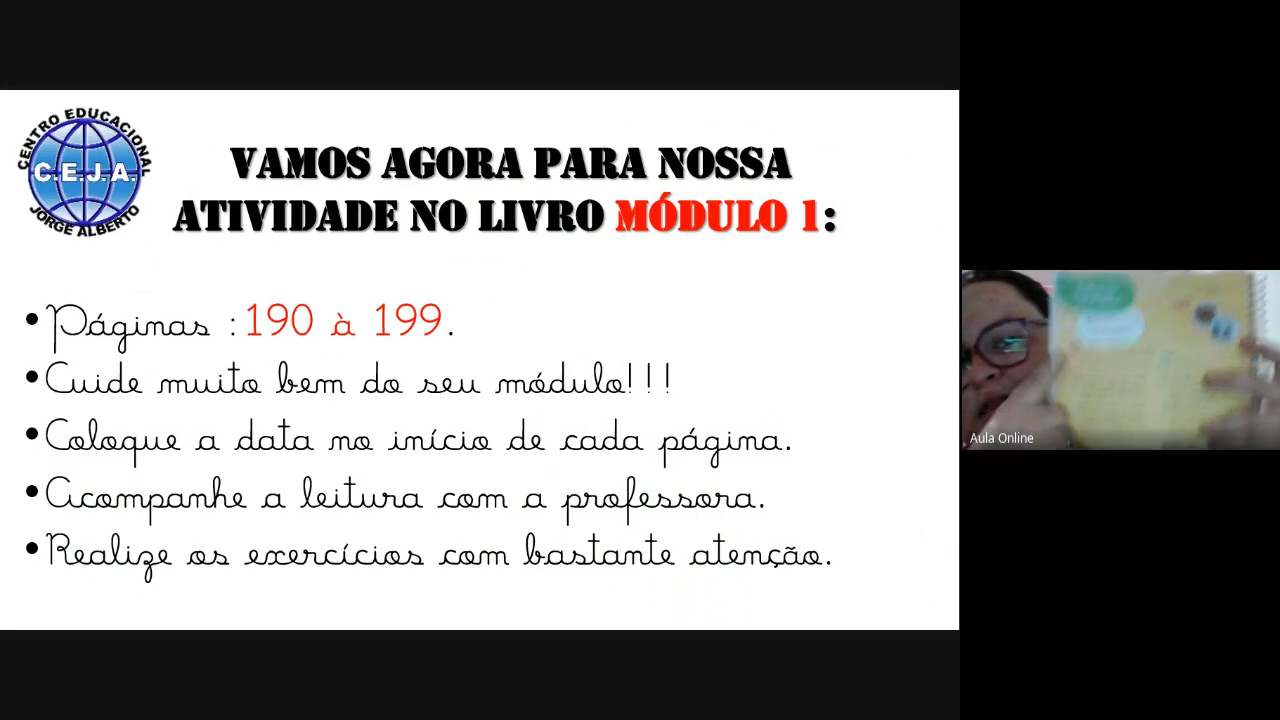 CENTRO EDUCACIONAL
C.E.J.A.
JORGE ALBERTO
VAMOS AGORA PARA NOSSA
ATIVIDADE NO LIVRO MÓDULO 1:
•Páginas : 190 à 199.
•Cuide muito bem do seu módulo!!!
•Coloque a data no início de cada página.
•Acompanhe a leitura com a professora.
•Realize os exercícios com bastante atenção.
Aula Online